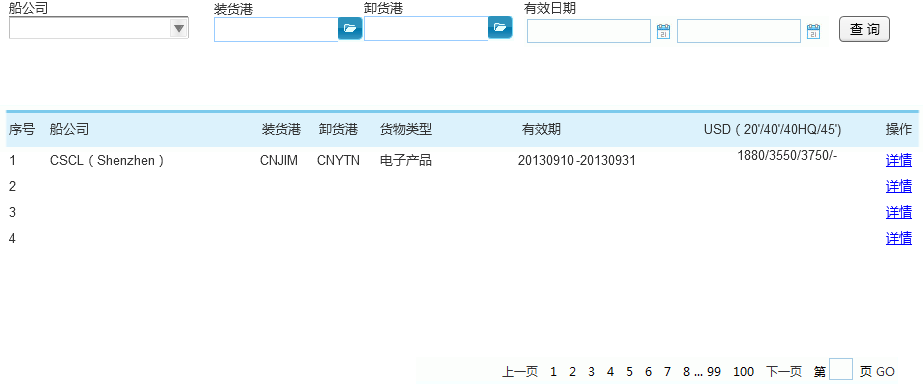 船公司 装货港 卸货港 有效日期
21 21 查 询
序号 船公司 装货港 卸货港 货物类型 有效期 USD（20'/40'/40HQ/45'） 操作
1 CSCL（Shenzhen） CNJIM CNYTN 电子产品 20130910-20130931 1880/3550/3750/- 详情
2 详情
3 详情
4 详情
上一页 1 2 3 4 5 6 7 8 ... 99 100 下一页 第 页 GO